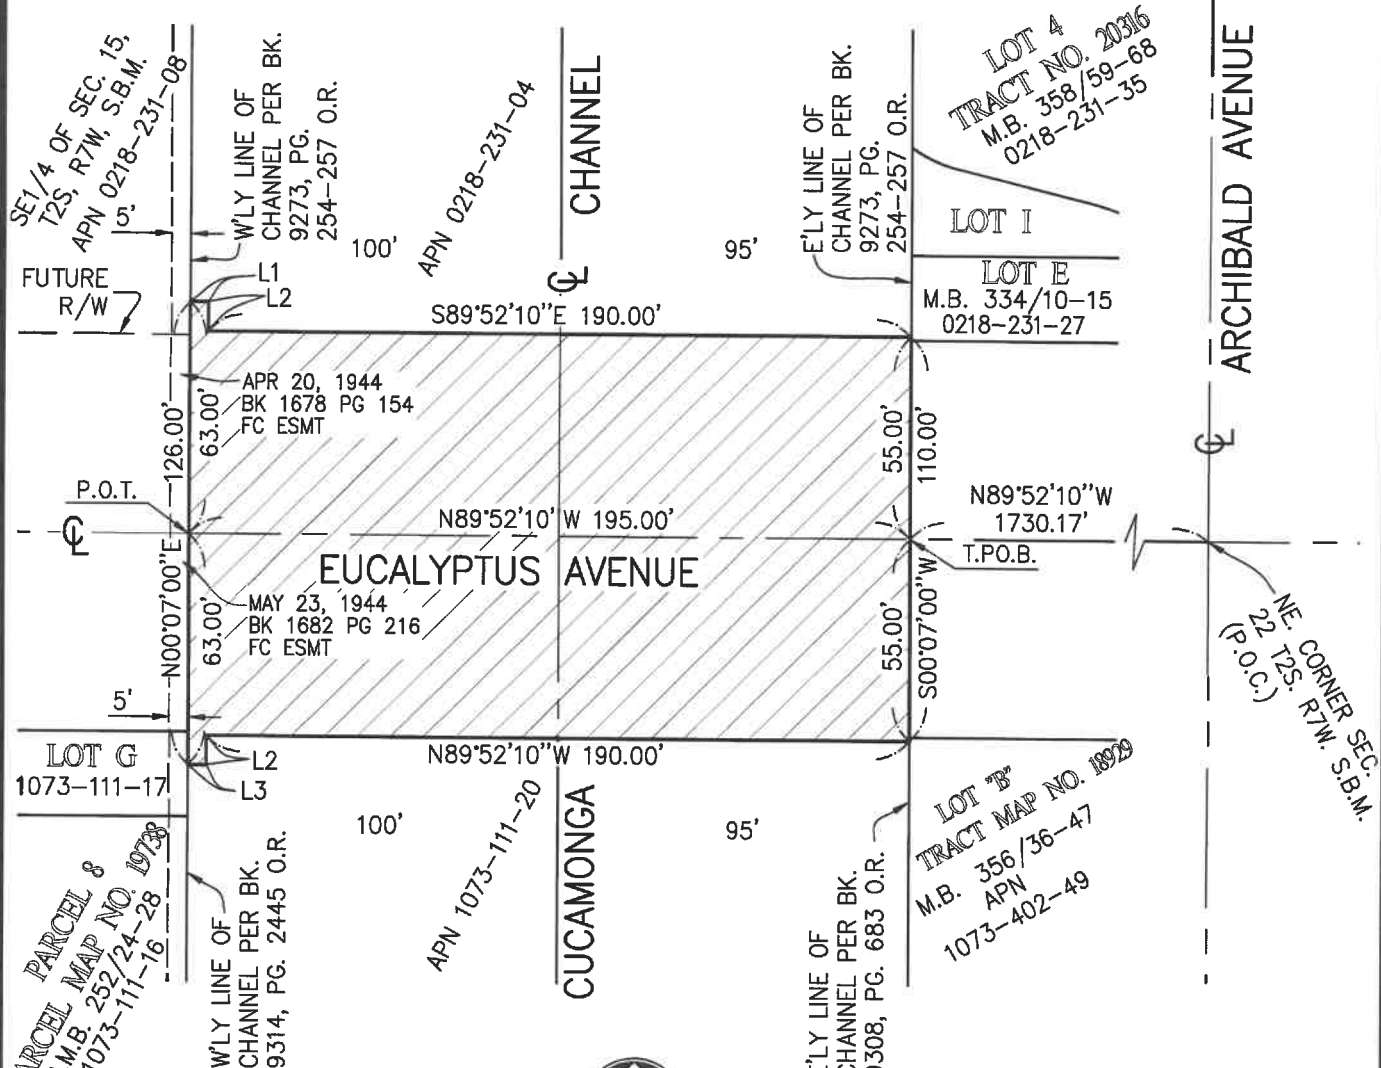 SE1/4 OF SEC. 15,
T2S, R7W, S.B.M.
APN 0218-231-08
5'
FUTURE
R/W
W'LY LINE OF
CHANNEL PER BK.
9273, PG.
254-257 O.R.
100'
APN 0218-231-04
CHANNEL
℄
95'
E'LY LINE OF
CHANNEL PER BK.
9273, PG.
254-257 O.R.
LOT 4
TRACT NO. 20316
M.B. 358/59-68
0218-231-35
LOT I
LOT E
M.B. 334/10-15
0218-231-27
ARCHIBALD AVENUE
℄
L1
L2
S89°52'10"E 190.00'
APR 20, 1944
BK 1678 PG 154
FC ESMT
126.00'
63.00'
55.00'
110.00'
P.O.T.
℄
N89°52'10"W 195.00'
EUCALYPTUS AVENUE
N89°52'10"W
1730.17'
T.P.O.B.
N00°07'00"E
63.00'
MAY 23, 1944
BK 1682 PG 216
FC ESMT
55.00'
S00°07'00"W
NE. CORNER SEC.
22 T2S. R7W. S.B.M.
(P.O.C.)
5'
LOT G
1073-111-17
L2
L3
N89°52'10"W 190.00'
100'
APN 1073-111-20
CUCAMONGA
95'
LOT "B"
TRACT MAP NO. 18929
M.B. 356/36-47
APN
1073-402-49
PARCEL 8
ARCEL MAP NO. 19738
M.B. 252/24-28
1073-111-16
W'LY LINE OF
CHANNEL PER BK.
9314, PG. 2445 O.R.
E'LY LINE OF
CHANNEL PER BK.
9308, PG. 683 O.R.